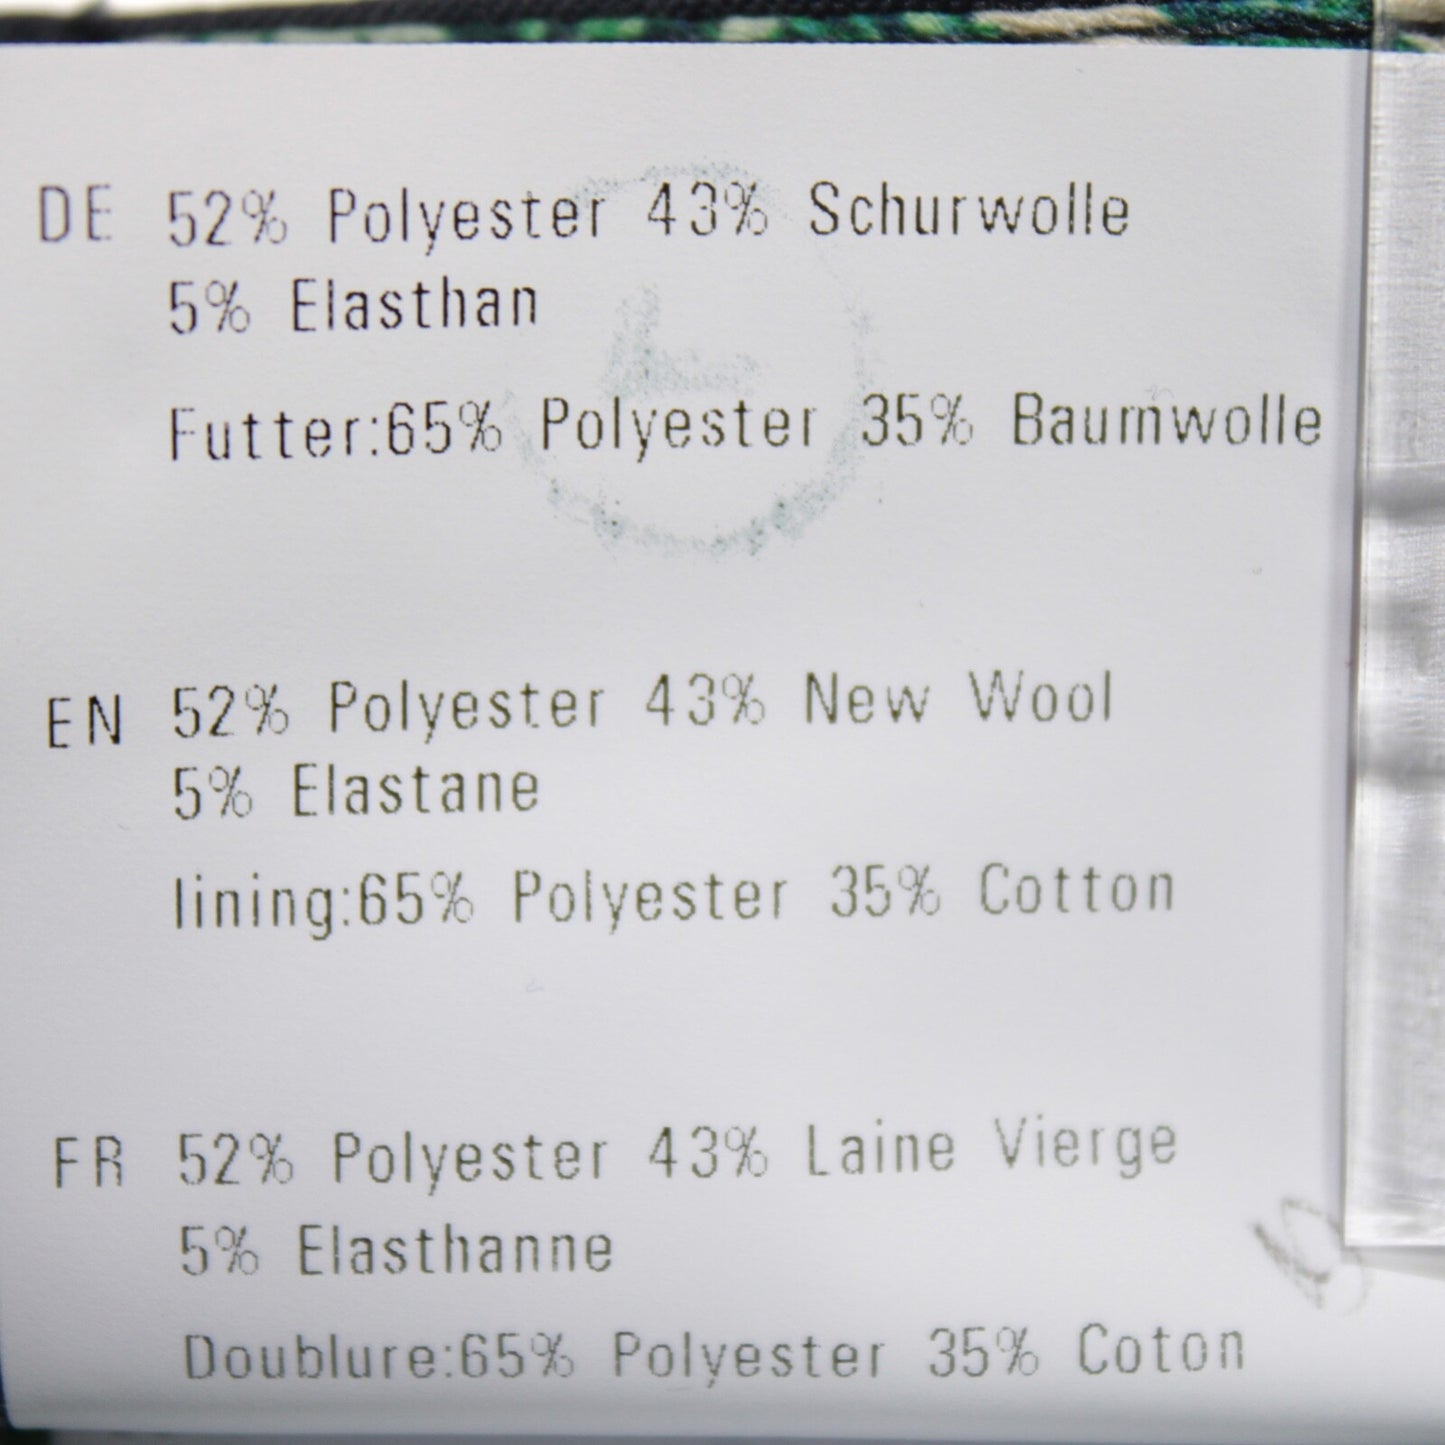 DE 52% Polyester 43% Schurwolle
5% Elasthan
Futter:65% Polyester 35% Baumwolle
EN 52% Polyester 43% New Wool
5% Elastane
lining:65% Polyester 35% Cotton
FR 52% Polyester 43% Laine Vierge
5% Elasthanne
Doublure:65% Polyester 35% Coton